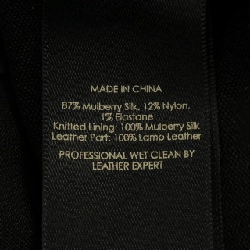 MADE IN CHINA
87% Mulberry Silk, 12% Nylon,
1% Elastane
Knitted Lining: 100% Mulberry Silk
Leather Part: 100% Lamb Leather
PROFESSIONAL WET CLEAN BY
LEATHER EXPERT